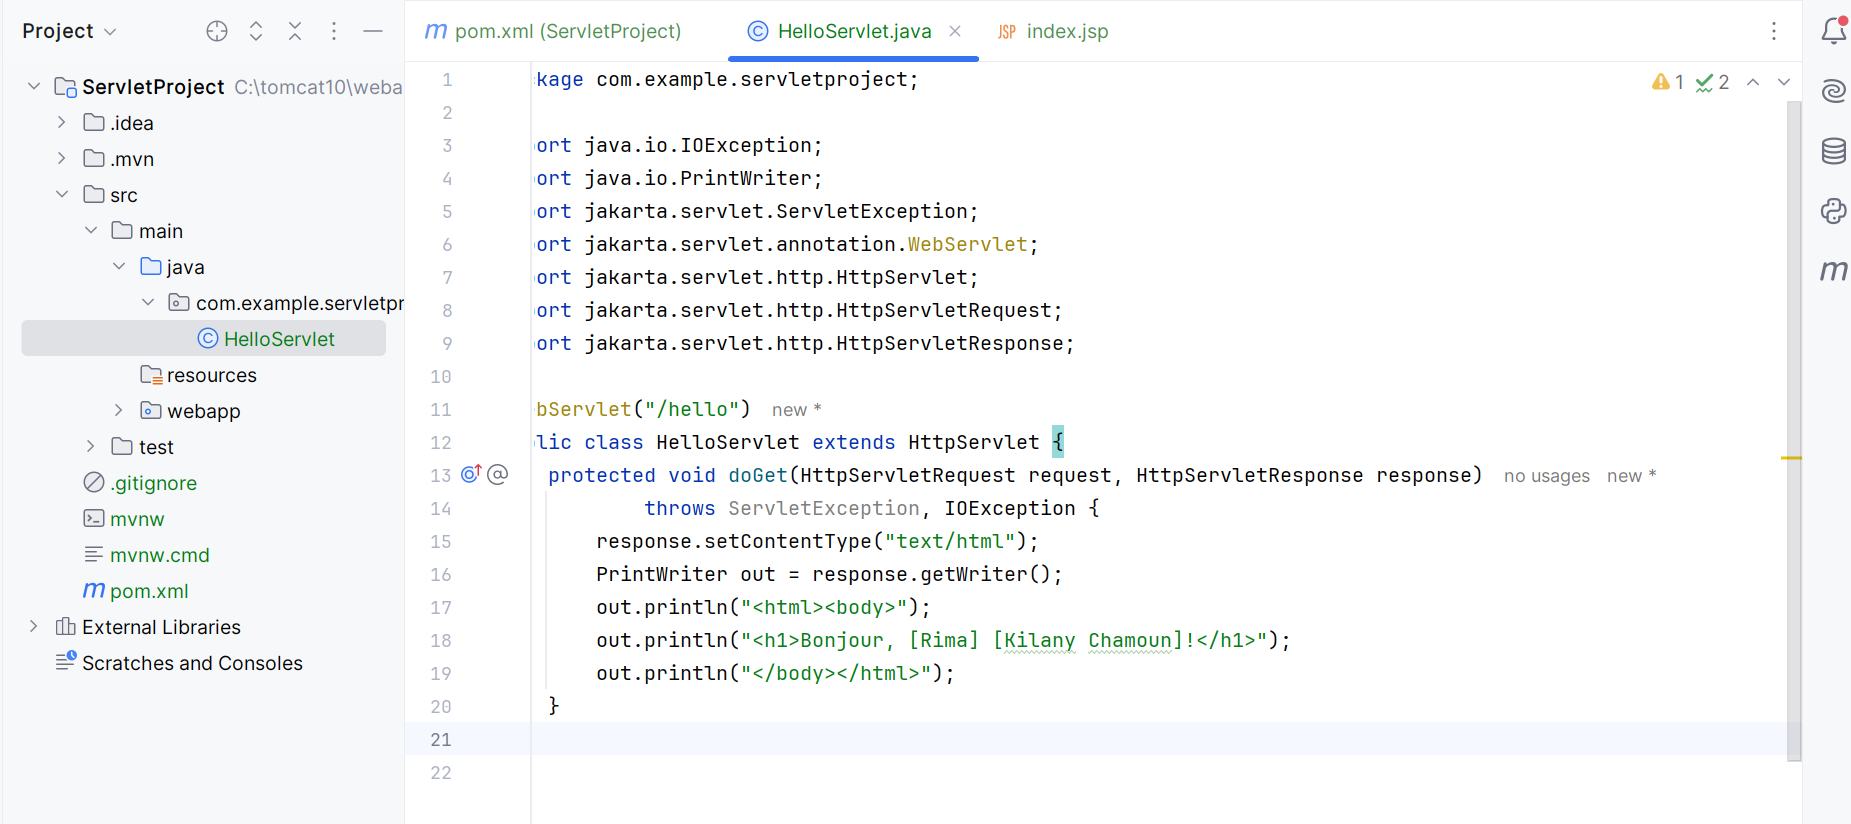 Project
pom.xml (ServletProject)
HelloServlet.java
JSP index.jsp
ServletProject C:\tomcat10\weba
.idea
.mvn
src
main
java
com.example.servletpr
HelloServlet
resources
webapp
test
.gitignore
mvnw
mvnw.cmd
m pom.xml
External Libraries
Scratches and Consoles
1 kage com.example.servletproject;
1 2
2
3 ort java.io.IOException;
4 ort java.io.PrintWriter;
5 ort jakarta.servlet.ServletException;
6 ort jakarta.servlet.annotation.WebServlet;
7 ort jakarta.servlet.http.HttpServlet;
8 ort jakarta.servlet.http.HttpServletRequest;
9 ort jakarta.servlet.http.HttpServletResponse;
10
11 bServlet("/hello") new *
12 lic class HelloServlet extends HttpServlet {
13 protected void doGet(HttpServletRequest request, HttpServletResponse response) no usages new *
14 throws ServletException, IOException {
15 response.setContentType("text/html");
16 PrintWriter out = response.getWriter();
17 out.println("<html><body>");
18 out.println("<h1>Bonjour, [Rima] [Kilany Chamoun]!</h1>");
19 out.println("</body></html>");
20 }
21
22